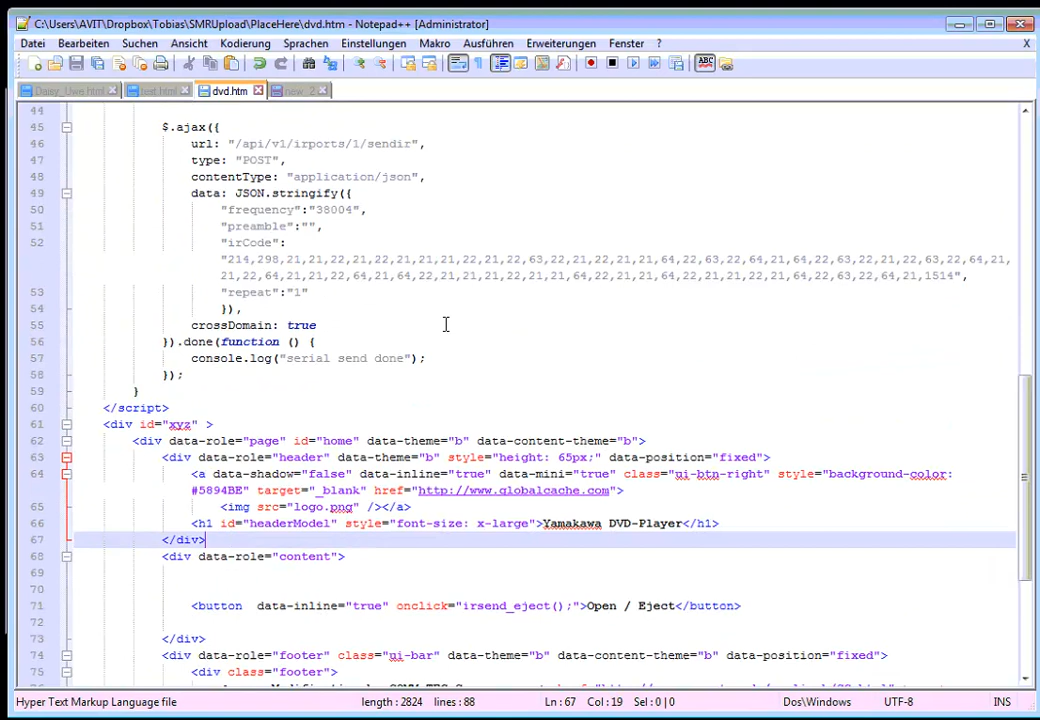 C:\Users\AVIT\Dropbox\Tobias\SMRUpload\PlaceHere\dvd.htm - Notepad++ [Administrator]
Datei Bearbeiten Suchen Ansicht Kodierung Sprachen Einstellungen Makro Ausführen Erweiterungen Fenster ? X
Daisy_Uwe.html test.html dvd.htm new 2
44
45 $.ajax({
46 url: "/api/v1/irports/1/sendir",
47 type: "POST",
48 contentType: "application/json",
49 data: JSON.stringify({
50 "frequency":"38004",
51 "preamble":"",
52 "irCode":
"214,298,21,21,22,21,22,21,21,21,21,22,21,22,63,22,21,22,21,21,21,64,22,63,22,64,21,64,22,63,22,21,22,63,22,64,21,
21,22,64,21,21,22,64,21,64,22,21,21,21,22,21,21,64,22,21,21,64,22,21,21,22,21,64,22,63,22,64,21,1514",
53 "repeat":"1"
54 }),
55 crossDomain: true
56 }).done(function () {
57 console.log("serial send done");
58 });
59 }
60 </script>
61 <div id="xyz" >
62 <div data-role="page" id="home" data-theme="b" data-content-theme="b">
63 <div data-role="header" data-theme="b" style="height: 65px;" data-position="fixed">
64 <a data-shadow="false" data-inline="true" data-mini="true" class="ui-btn-right" style="background-color:
#5894BE" target="_blank" href="http://www.globalcache.com">
65 <img src="logo.png" /></a>
66 <h1 id="headerModel" style="font-size: x-large">Yamakawa DVD-Player</h1>
67 </div>
68 <div data-role="content">
69
70
71 <button data-inline="true" onclick="irsend_eject();">Open / Eject</button>
72
73 </div>
74 <div data-role="footer" class="ui-bar" data-theme="b" data-content-theme="b" data-position="fixed">
75 <div class="footer">
Hyper Text Markup Language file length : 2824 lines : 88 Ln : 67 Col : 19 Sel : 0 | 0 Dos\Windows UTF-8 INS